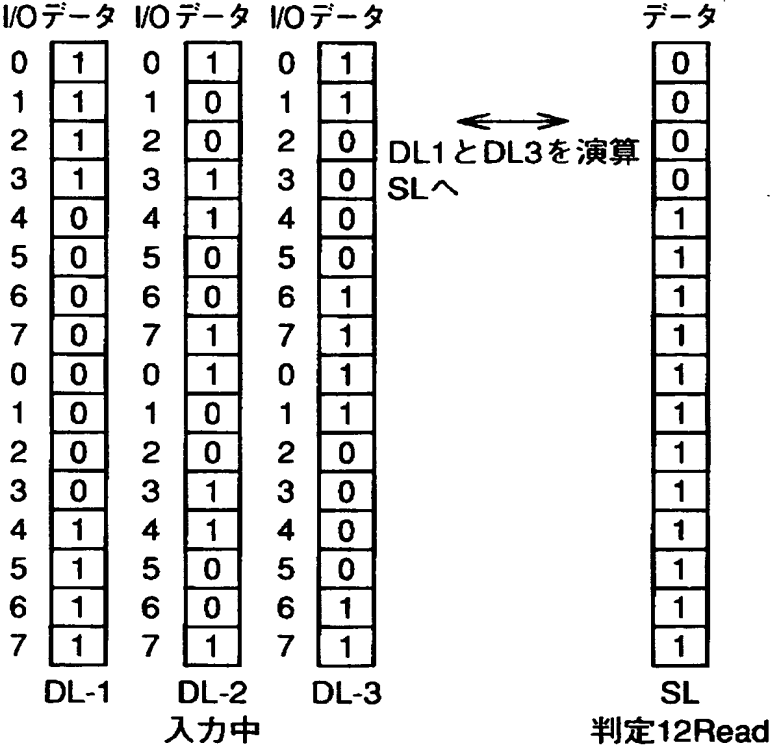 I/Oデータ I/Oデータ I/Oデータ データ
0 1 0 1 0 1 0
1 1 1 0 1 1 0
2 1 2 0 2 0 0
3 1 3 1 3 0 0
4 0 4 1 4 0 1
5 0 5 0 5 0 1
6 0 6 0 6 1 1
7 0 7 1 7 1 1
0 0 0 1 0 1 1
1 0 1 0 1 1 1
2 0 2 0 2 0 1
3 0 3 1 3 0 1
4 1 4 1 4 0 1
5 1 5 0 5 0 1
6 1 6 0 6 1 1
7 1 7 1 7 1 1
DL1とDL3を演算
SLへ
DL-1 DL-2 DL-3 SL
入力中 判定12Read